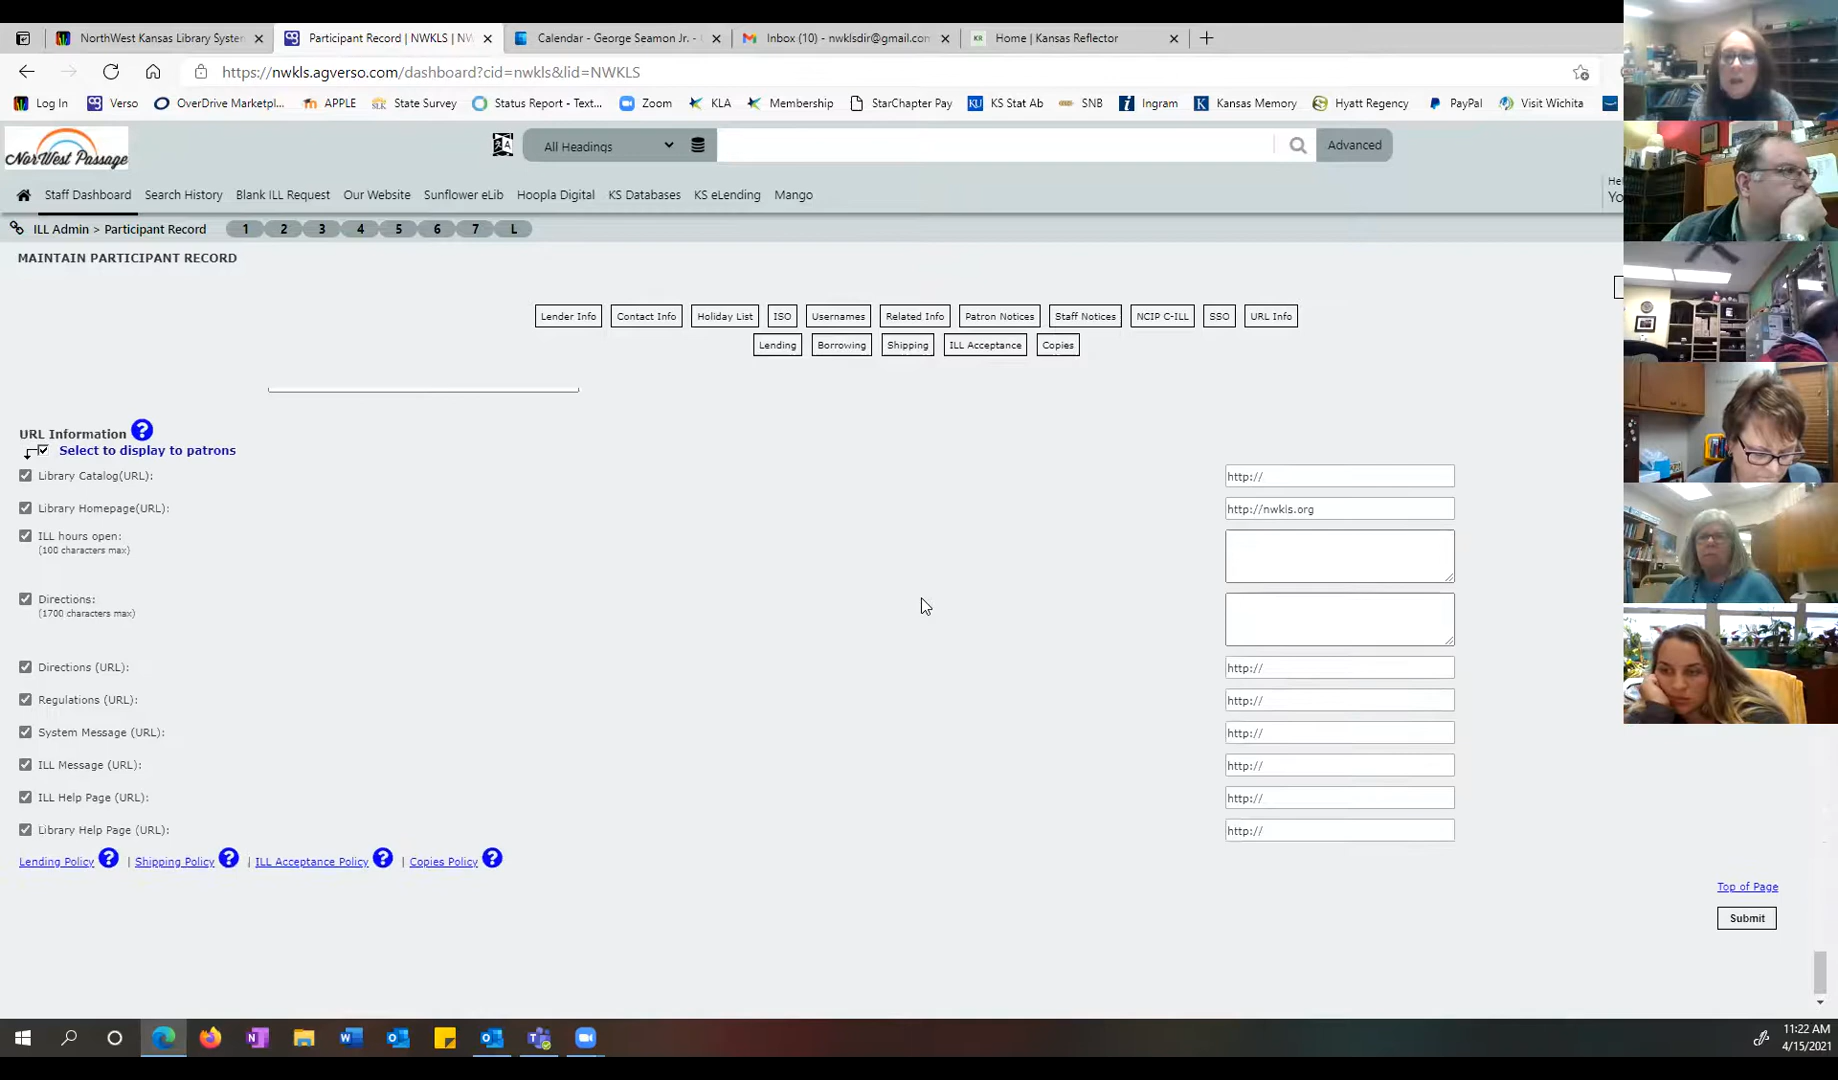 NorthWest Kansas Library System
Participant Record | NWKLS | NW
Calendar - George Seamon Jr. -
Inbox (10) - nwklsdir@gmail.com
KR Home | Kansas Reflector
https://nwkls.agverso.com/dashboard?cid=nwkls&lid=NWKLS
Log In Verso OverDrive Marketpl... APPLE SLK State Survey Status Report - Text... Zoom KLA Membership StarChapter Pay KU KS Stat Ab SNB Ingram K Kansas Memory Hyatt Regency PayPal Visit Wichita
NorWest Passage
All Headings
Advanced
Staff Dashboard Search History Blank ILL Request Our Website Sunflower eLib Hoopla Digital KS Databases KS eLending Mango
Hel
Yo
ILL Admin > Participant Record 1 2 3 4 5 6 7 L
MAINTAIN PARTICIPANT RECORD
Lender Info Contact Info Holiday List ISO Usernames Related Info Patron Notices Staff Notices NCIP C-ILL SSO URL Info
Lending Borrowing Shipping ILL Acceptance Copies
URL Information ?
Select to display to patrons
Library Catalog(URL): http://
Library Homepage(URL): http://nwkls.org
ILL hours open:
(100 characters max)
Directions:
(1700 characters max)
Directions (URL): http://
Regulations (URL): http://
System Message (URL): http://
ILL Message (URL): http://
ILL Help Page (URL): http://
Library Help Page (URL): http://
Lending Policy ? | Shipping Policy ? | ILL Acceptance Policy ? | Copies Policy ?
Top of Page
Submit
11:22 AM
4/15/2021